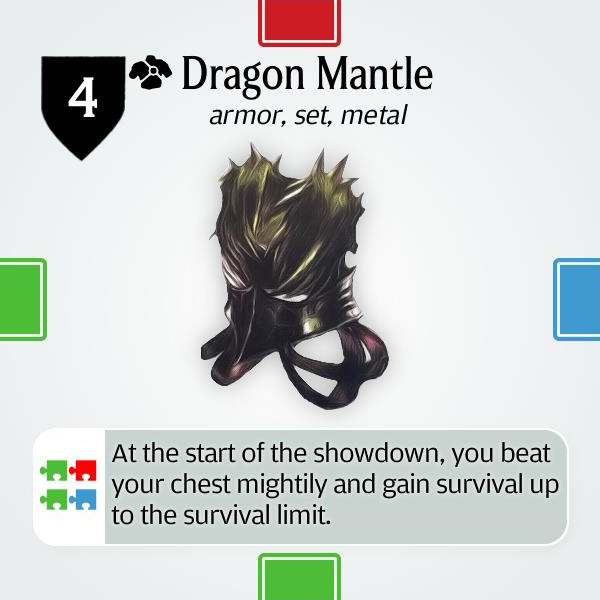 4
Dragon Mantle
armor, set, metal
At the start of the showdown, you beat
your chest mightily and gain survival up
to the survival limit.